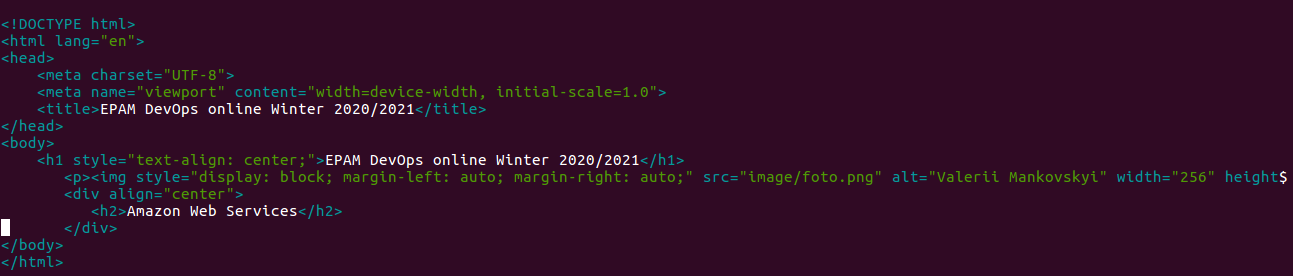 <!DOCTYPE html>
<html lang="en">
<head>
    <meta charset="UTF-8">
    <meta name="viewport" content="width=device-width, initial-scale=1.0">
    <title>EPAM DevOps online Winter 2020/2021</title>
</head>
<body>
    <h1 style="text-align: center;">EPAM DevOps online Winter 2020/2021</h1>
       <p><img style="display: block; margin-left: auto; margin-right: auto;" src="image/foto.png" alt="Valerii Mankovskyi" width="256" height$
       <div align="center">
          <h2>Amazon Web Services</h2>
       </div>
</body>
</html>